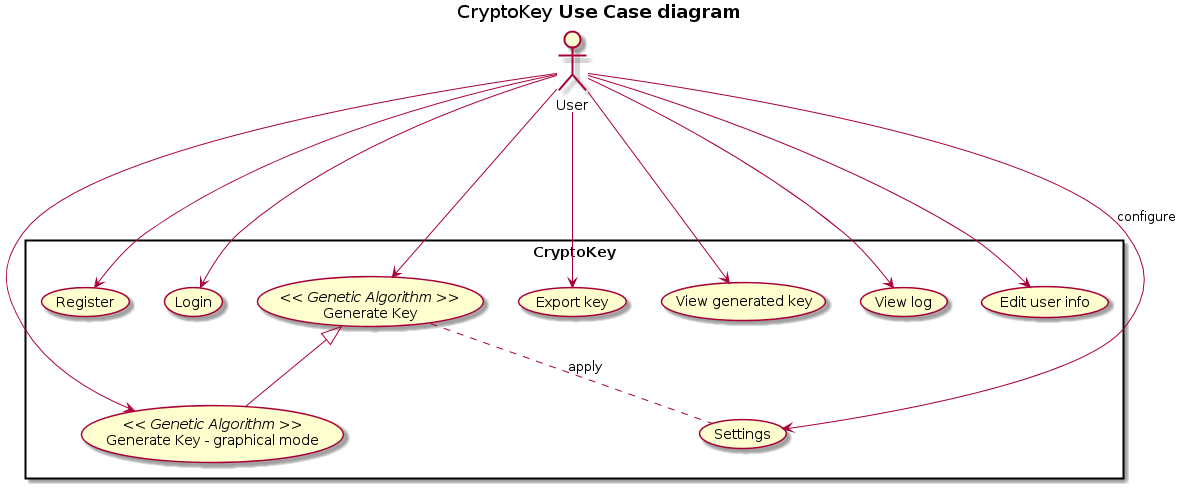 CryptoKey Use Case diagram
User
configure
CryptoKey
Register
Login
<< Genetic Algorithm >>
Generate Key
Export key
View generated key
View log
Edit user info
apply
<< Genetic Algorithm >>
Generate Key - graphical mode
Settings